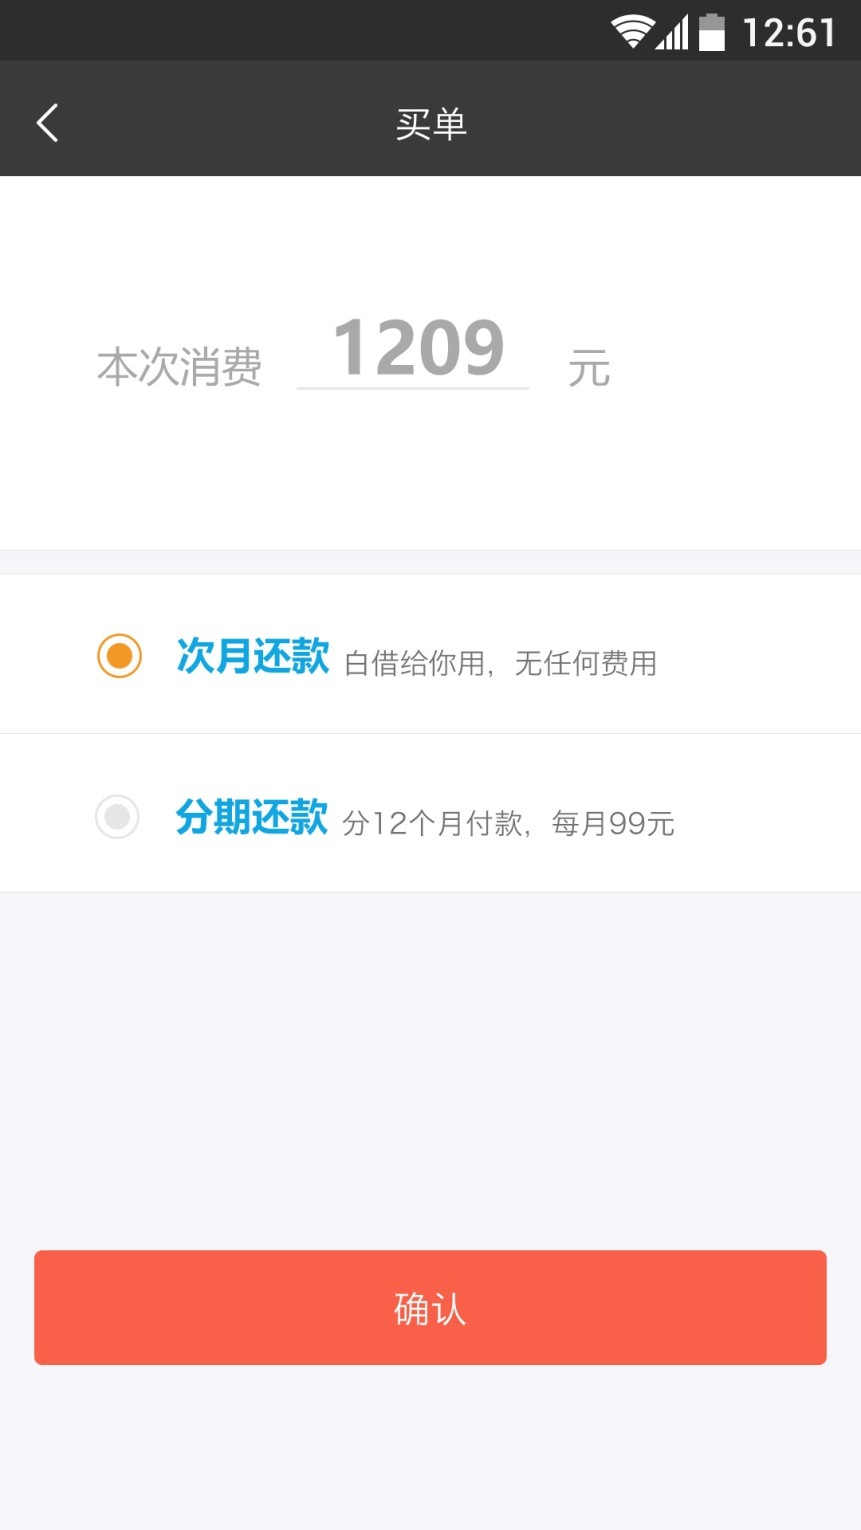 12:61
买单
本次消费 1209 元
次月还款 白借给你用，无任何费用
分期还款 分12个月付款，每月99元
确认